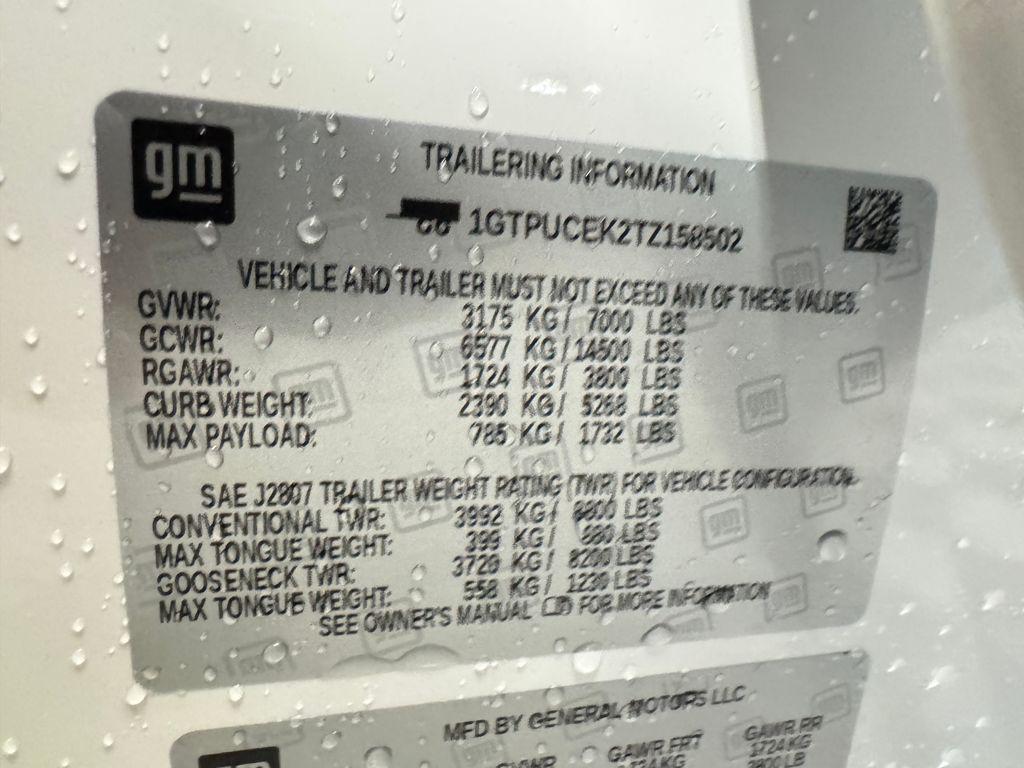 gm
TRAILERING INFORMATION
1GTPUCEK2TZ158502
VEHICLE AND TRAILER MUST NOT EXCEED ANY OF THESE VALUES.
GVWR: 3175 KG/ 7000 LBS
GCWR: 6577 KG/14500 LBS
RGAWR: 1724 KG/ 3800 LBS
CURB WEIGHT: 2390 KG/ 5268 LBS
MAX PAYLOAD: 785 KG/ 1732 LBS
SAE J2807 TRAILER WEIGHT RATING (TWR) FOR VEHICLE CONFIGURATION
CONVENTIONAL TWR: 3992 KG/ 8800 LBS
MAX TONGUE WEIGHT: 399 KG/ 880 LBS
GOOSENECK TWR: 3720 KG/ 8200 LBS
MAX TONGUE WEIGHT: 558 KG/ 1230 LBS
SEE OWNER'S MANUAL FOR MORE INFORMATION
MFD BY GENERAL MOTORS LLC
GVWR GAWR FRT GAWR RR
1724 KG
3800 LB